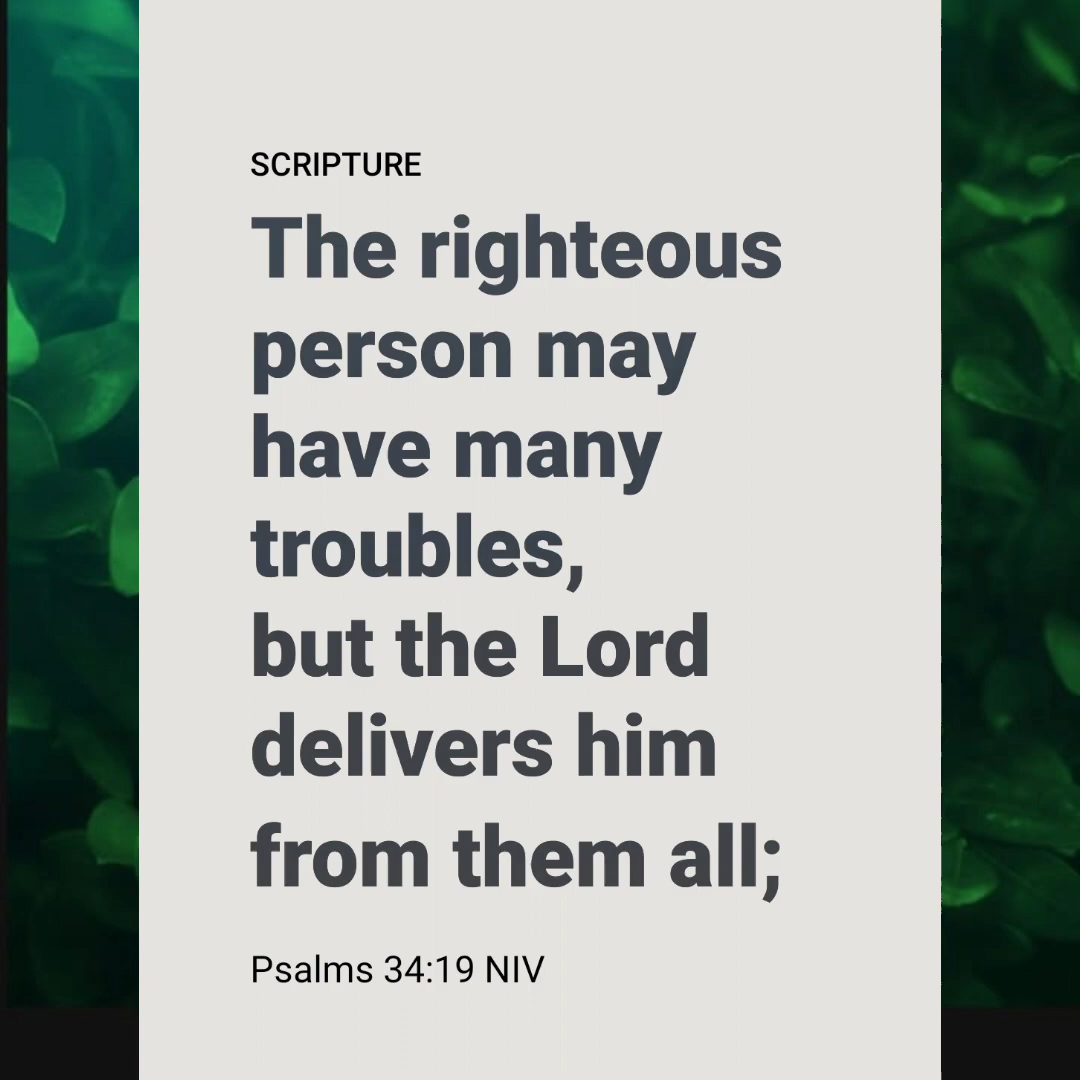 SCRIPTURE
The righteous
person may
have many
troubles,
but the Lord
delivers him
from them all;
Psalms 34:19 NIV